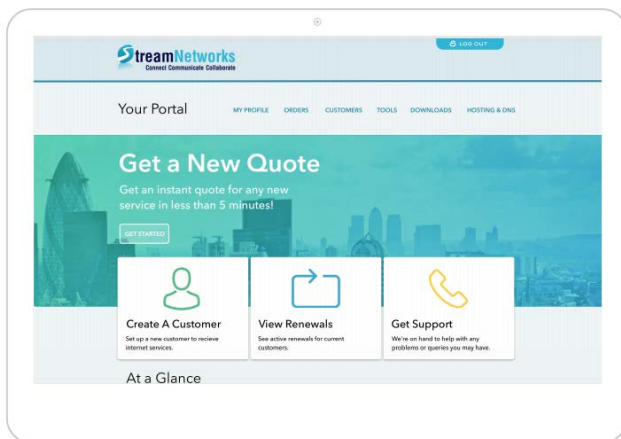 StreamNetworks
Connect Communicate Collaborate
LOG OUT
Your Portal
MY PROFILE ORDERS CUSTOMERS TOOLS DOWNLOADS HOSTING & DNS
Get a New Quote
Get an instant quote for any new
service in less than 5 minutes!
GET STARTED
Create A Customer
Set up a new customer to recieve
internet services.
View Renewals
See active renewals for current
customers.
Get Support
We're on hand to help with any
problems or queries you may have.
At a Glance